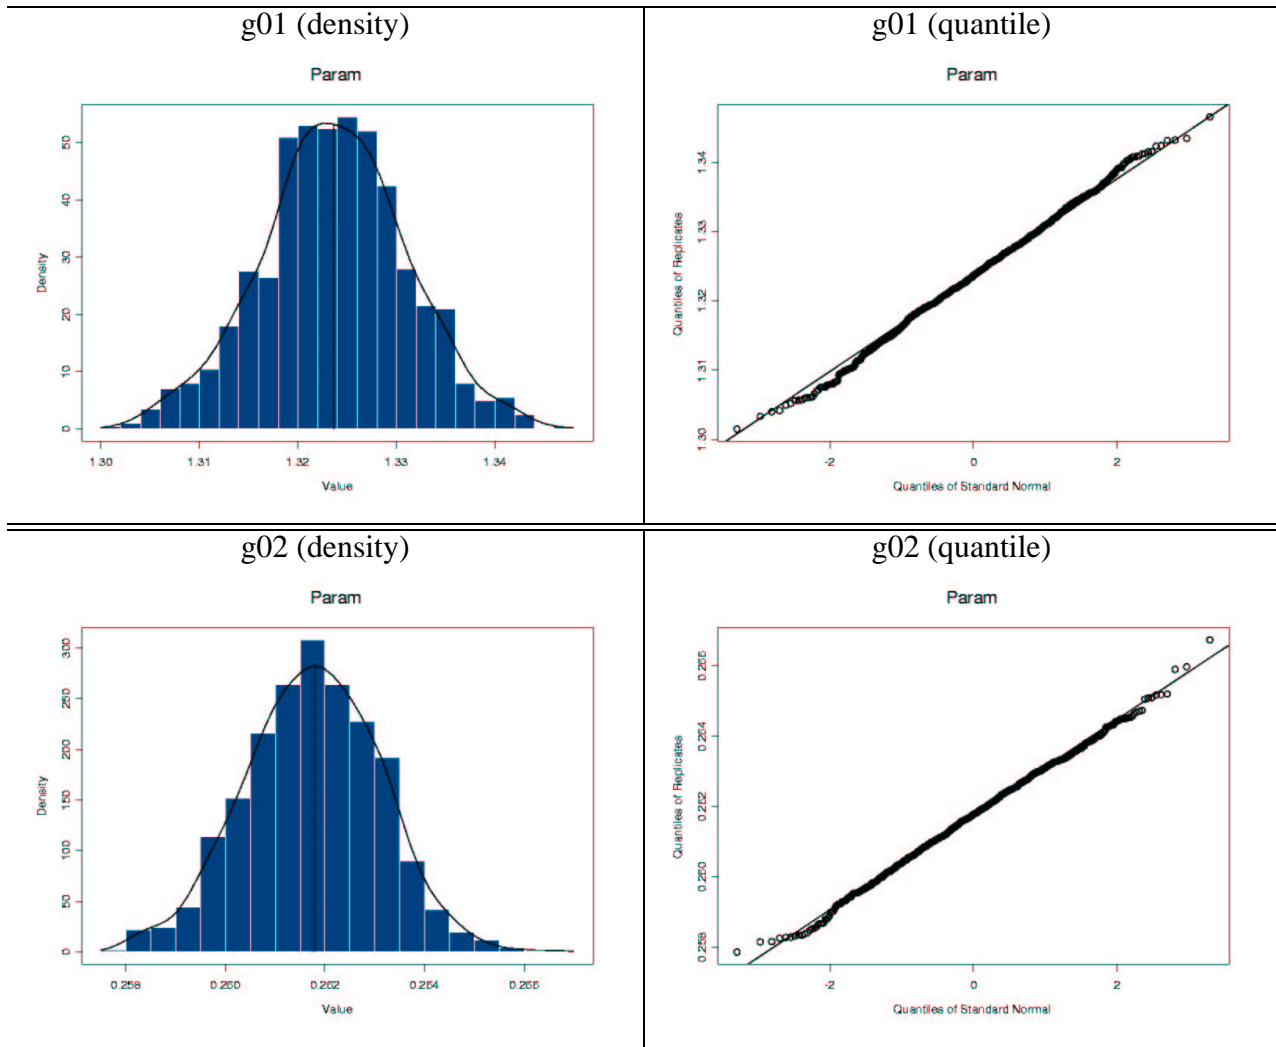 g01 (density)
Param
Density
0
10
20
30
40
50
1.30
1.31
1.32
1.33
1.34
Value
g01 (quantile)
Param
Quantiles of Replicates
1.30
1.31
1.32
1.33
1.34
-2
0
2
Quantiles of Standard Normal
g02 (density)
Param
Density
0
50
100
150
200
250
300
0.258
0.260
0.262
0.264
0.266
Value
g02 (quantile)
Param
Quantiles of Replicates
0.258
0.260
0.262
0.264
0.266
-2
0
2
Quantiles of Standard Normal